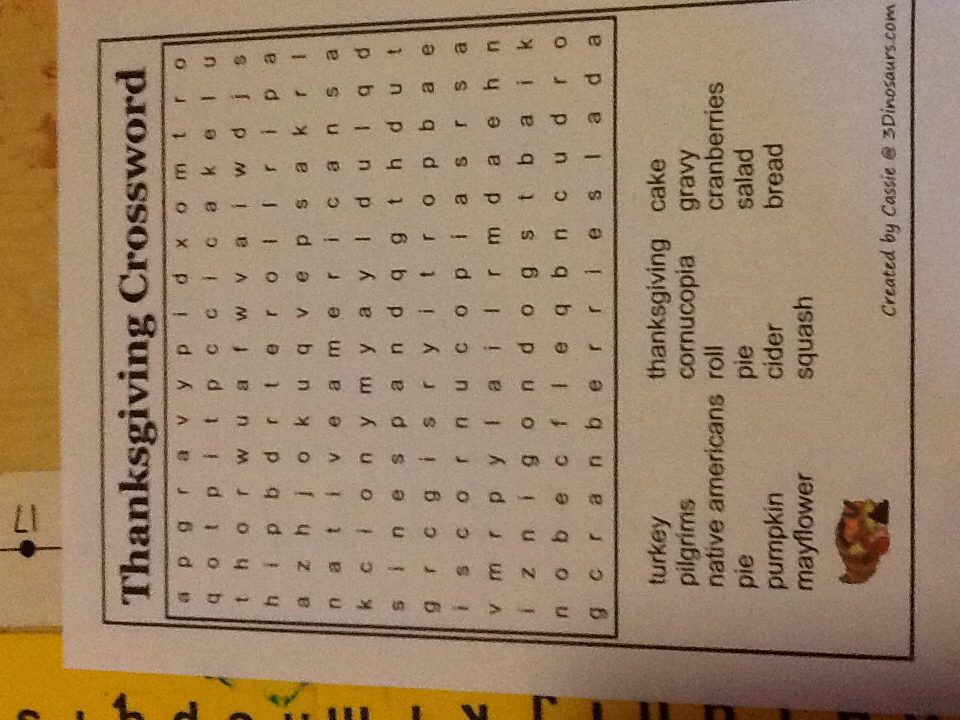 Thanksgiving Crossword
a p g r a v y p i d x o m t r o
q o t p i t p c c i c a k e l u
t h o r w u a f w v a i w d j s
h i p b d r t e r o l l r i p a
a z h j o k u q v e p s a k r l
n a t i v e a m e r i c a n s a
k c i o n y m y a y l d u l q d
s i n e s p a n d q g t h d u t
g r c g i s r y i t r o p b a e
i s c o r n u c o p i a s r s a
v m r p y l a i l r m d a e h n
i z n i g o n d o g s t b a i k
n o b e c f l e q b n c u d r o
g c r a n b e r r i e s l a d a
turkey thanksgiving cake
pilgrims cornucopia gravy
native americans roll cranberries
pie pie salad
pumpkin cider bread
mayflower squash
Created by Cassie @ 3Dinosaurs.com